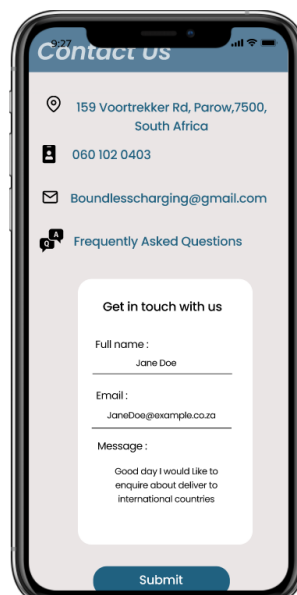 9:27
Contact Us
159 Voortrekker Rd, Parow,7500,
South Africa
060 102 0403
Boundlesscharging@gmail.com
A
Q
Frequently Asked Questions
Get in touch with us
Full name :
Jane Doe
Email :
JaneDoe@example.co.za
Message :
Good day I would Like to
enquire about deliver to
international countries
Submit